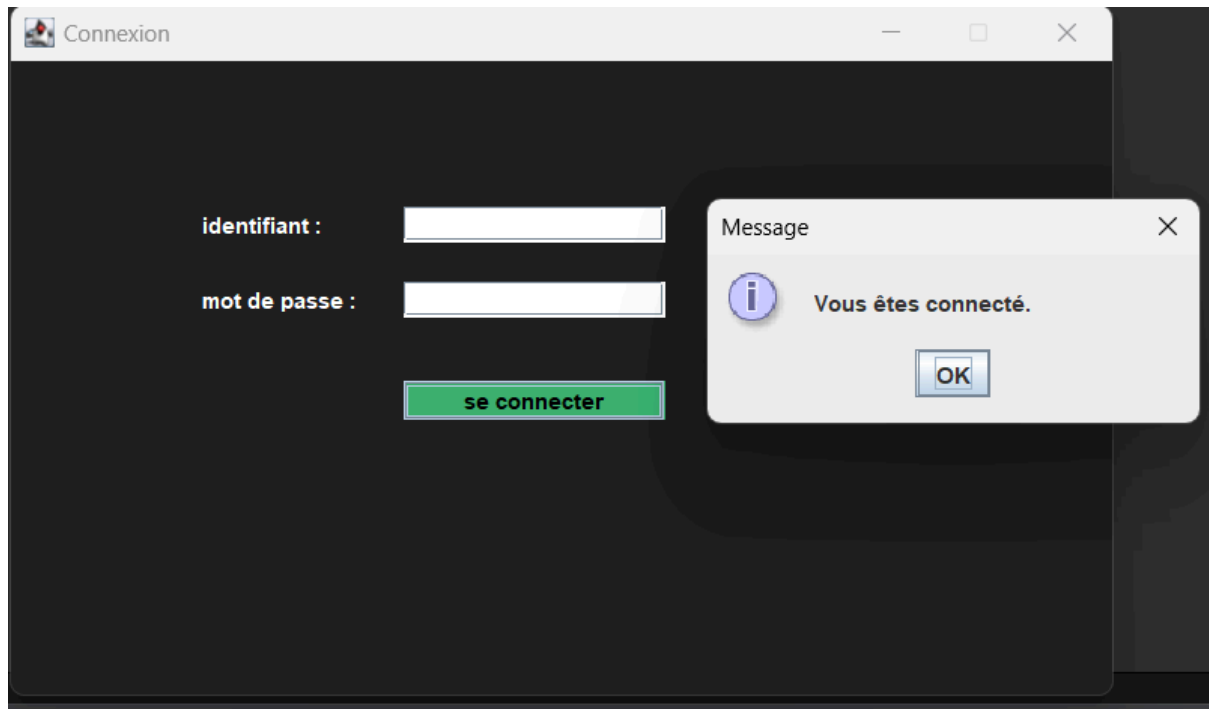 Connexion
identifiant :
mot de passe :
se connecter
Message
Vous êtes connecté.
OK